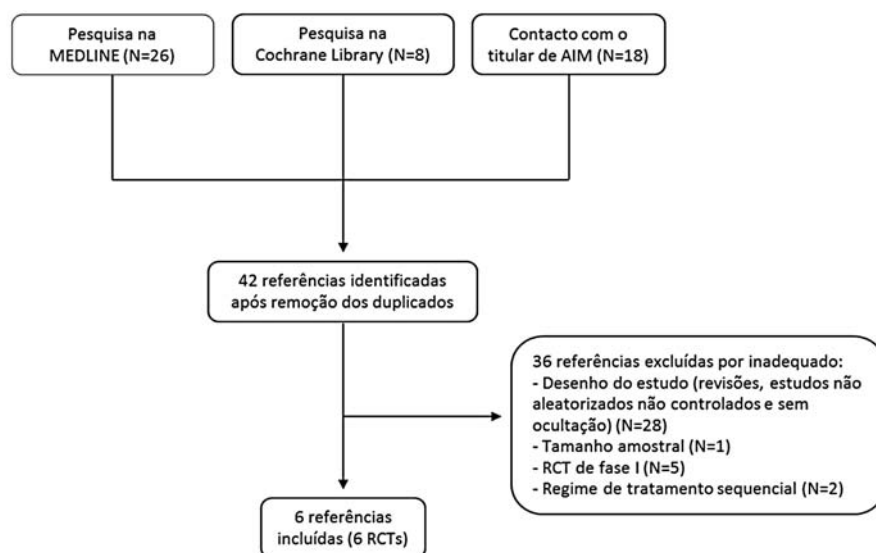 Pesquisa na
MEDLINE (N=26)
Pesquisa na
Cochrane Library (N=8)
Contacto com o
titular de AIM (N=18)
42 referências identificadas
após remoção dos duplicados
36 referências excluídas por inadequado:
- Desenho do estudo (revisões, estudos não
aleatorizados não controlados e sem
ocultação) (N=28)
- Tamanho amostral (N=1)
- RCT de fase I (N=5)
- Regime de tratamento sequencial (N=2)
6 referências
incluídas (6 RCTs)